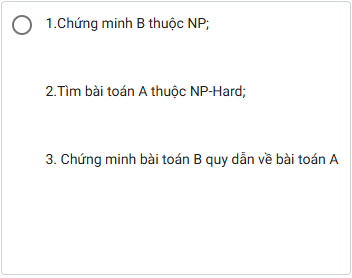 1.Chứng minh B thuộc NP;
2.Tìm bài toán A thuộc NP-Hard;
3. Chứng minh bài toán B quy dẫn về bài toán A